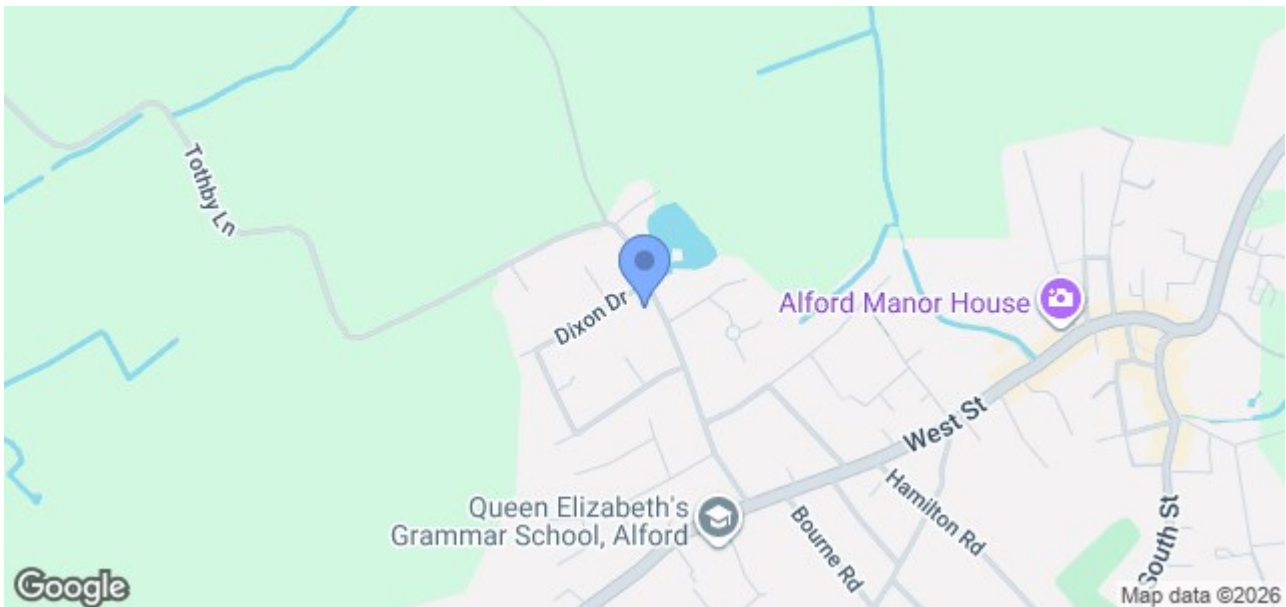 Tothby Ln
Dixon Dr
Alford Manor House
West St
Queen Elizabeth's
Grammar School, Alford
Hamilton Rd
Bourne Rd
South St
Google
Map data ©2026